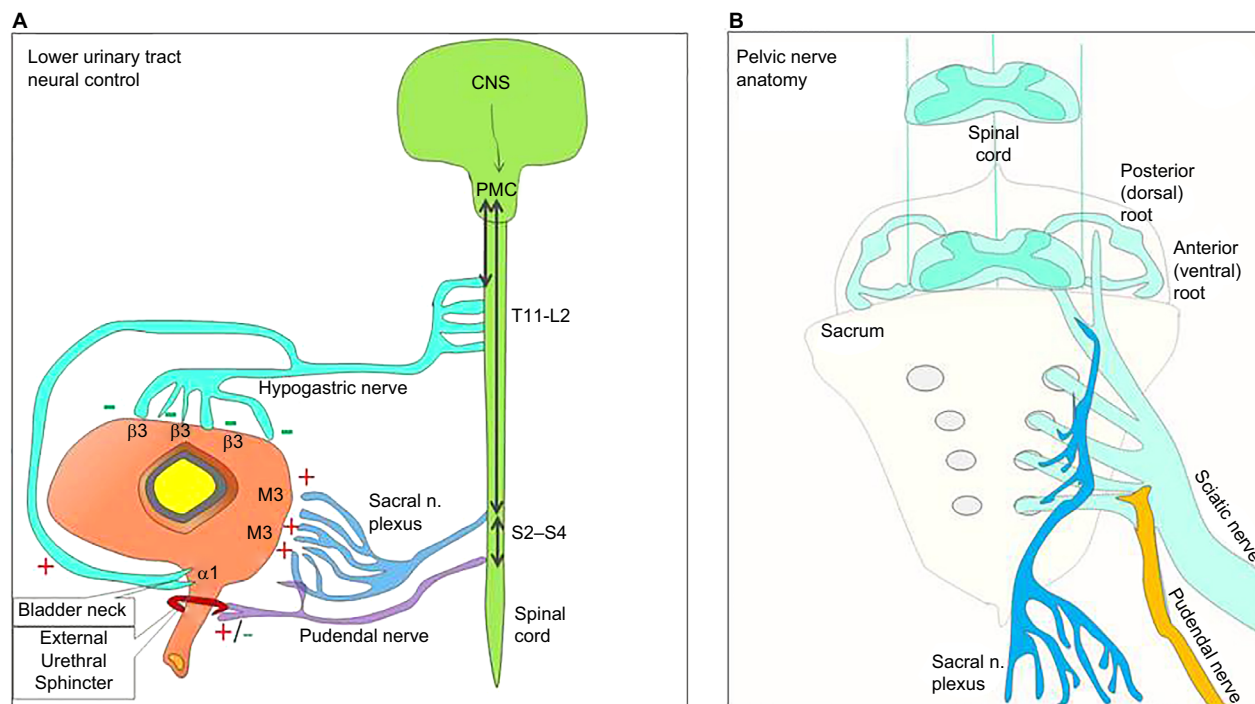 A
Lower urinary tract
neural control
CNS
PMC
T11-L2
Hypogastric nerve
- - - -
β3 β3 β3
M3
+
M3
+
+
Sacral n.
plexus
S2–S4
+
α1
Bladder neck
External
Urethral
Sphincter
+/-
Pudendal nerve
Spinal
cord
B
Pelvic nerve
anatomy
Spinal
cord
Posterior
(dorsal)
root
Anterior
(ventral)
root
Sacrum
Sciatic nerve
Sacral n.
plexus
Pudendal nerve